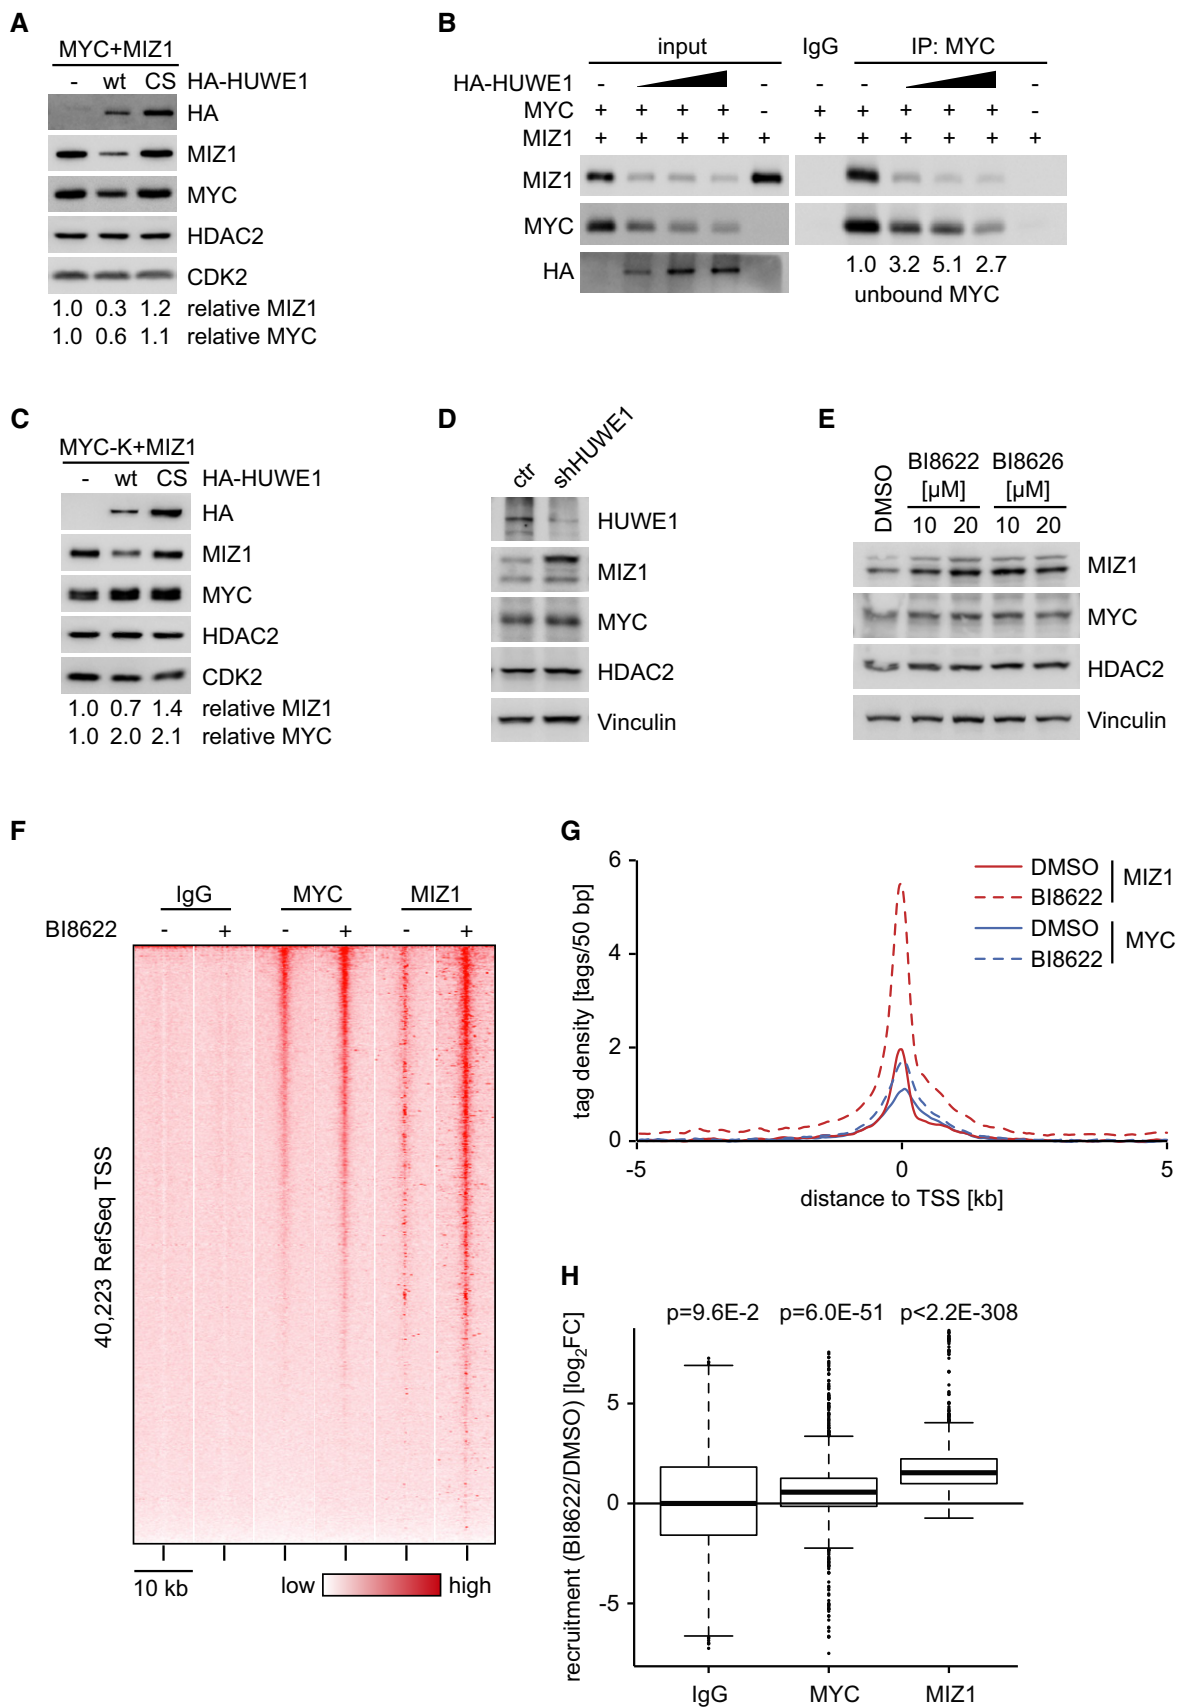 A
MYC+MIZ1
- wt CS HA-HUWE1
HA
MIZ1
MYC
HDAC2
CDK2
1.0 0.3 1.2 relative MIZ1
1.0 0.6 1.1 relative MYC
B
input IgG IP: MYC
HA-HUWE1 - - - - -
MYC + + + + - + + + + + -
MIZ1 + + + + + + + + + + +
MIZ1
MYC
HA
1.0 3.2 5.1 2.7
unbound MYC
C
MYC-K+MIZ1
- wt CS HA-HUWE1
HA
MIZ1
MYC
HDAC2
CDK2
1.0 0.7 1.4 relative MIZ1
1.0 2.0 2.1 relative MYC
D
ctr shHUWE1
HUWE1
MIZ1
MYC
HDAC2
Vinculin
E
DMSO BI8622 BI8626
[µM] [µM]
10 20 10 20
MIZ1
MYC
HDAC2
Vinculin
F
IgG MYC MIZ1
BI8622 - + - + - +
40,223 RefSeq TSS
10 kb low high
G
tag density [tags/50 bp]
6
4
2
0
-5 0 5
distance to TSS [kb]
DMSO
BI8622
MIZ1
DMSO
BI8622
MYC
H
p=9.6E-2 p=6.0E-51 p<2.2E-308
recruitment (BI8622/DMSO) [log2FC]
5
0
-5
IgG MYC MIZ1